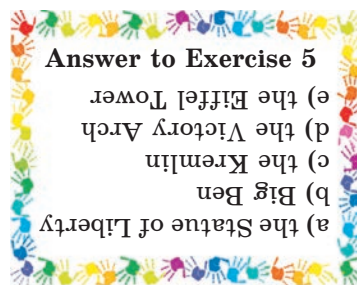 Answer to Exercise 5
a) the Statue of Liberty
b) Big Ben
c) the Kremlin
d) the Victory Arch
e) the Eiffel Tower